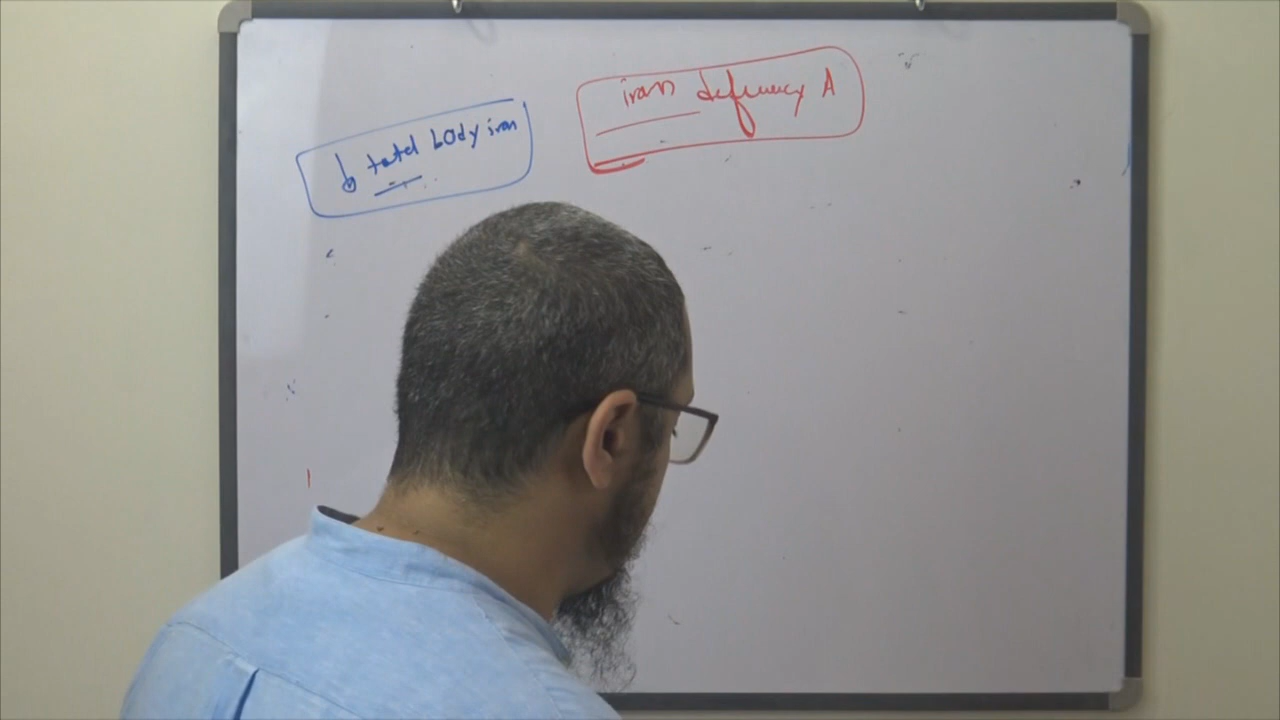 iron deficiency A
↓ total body iron